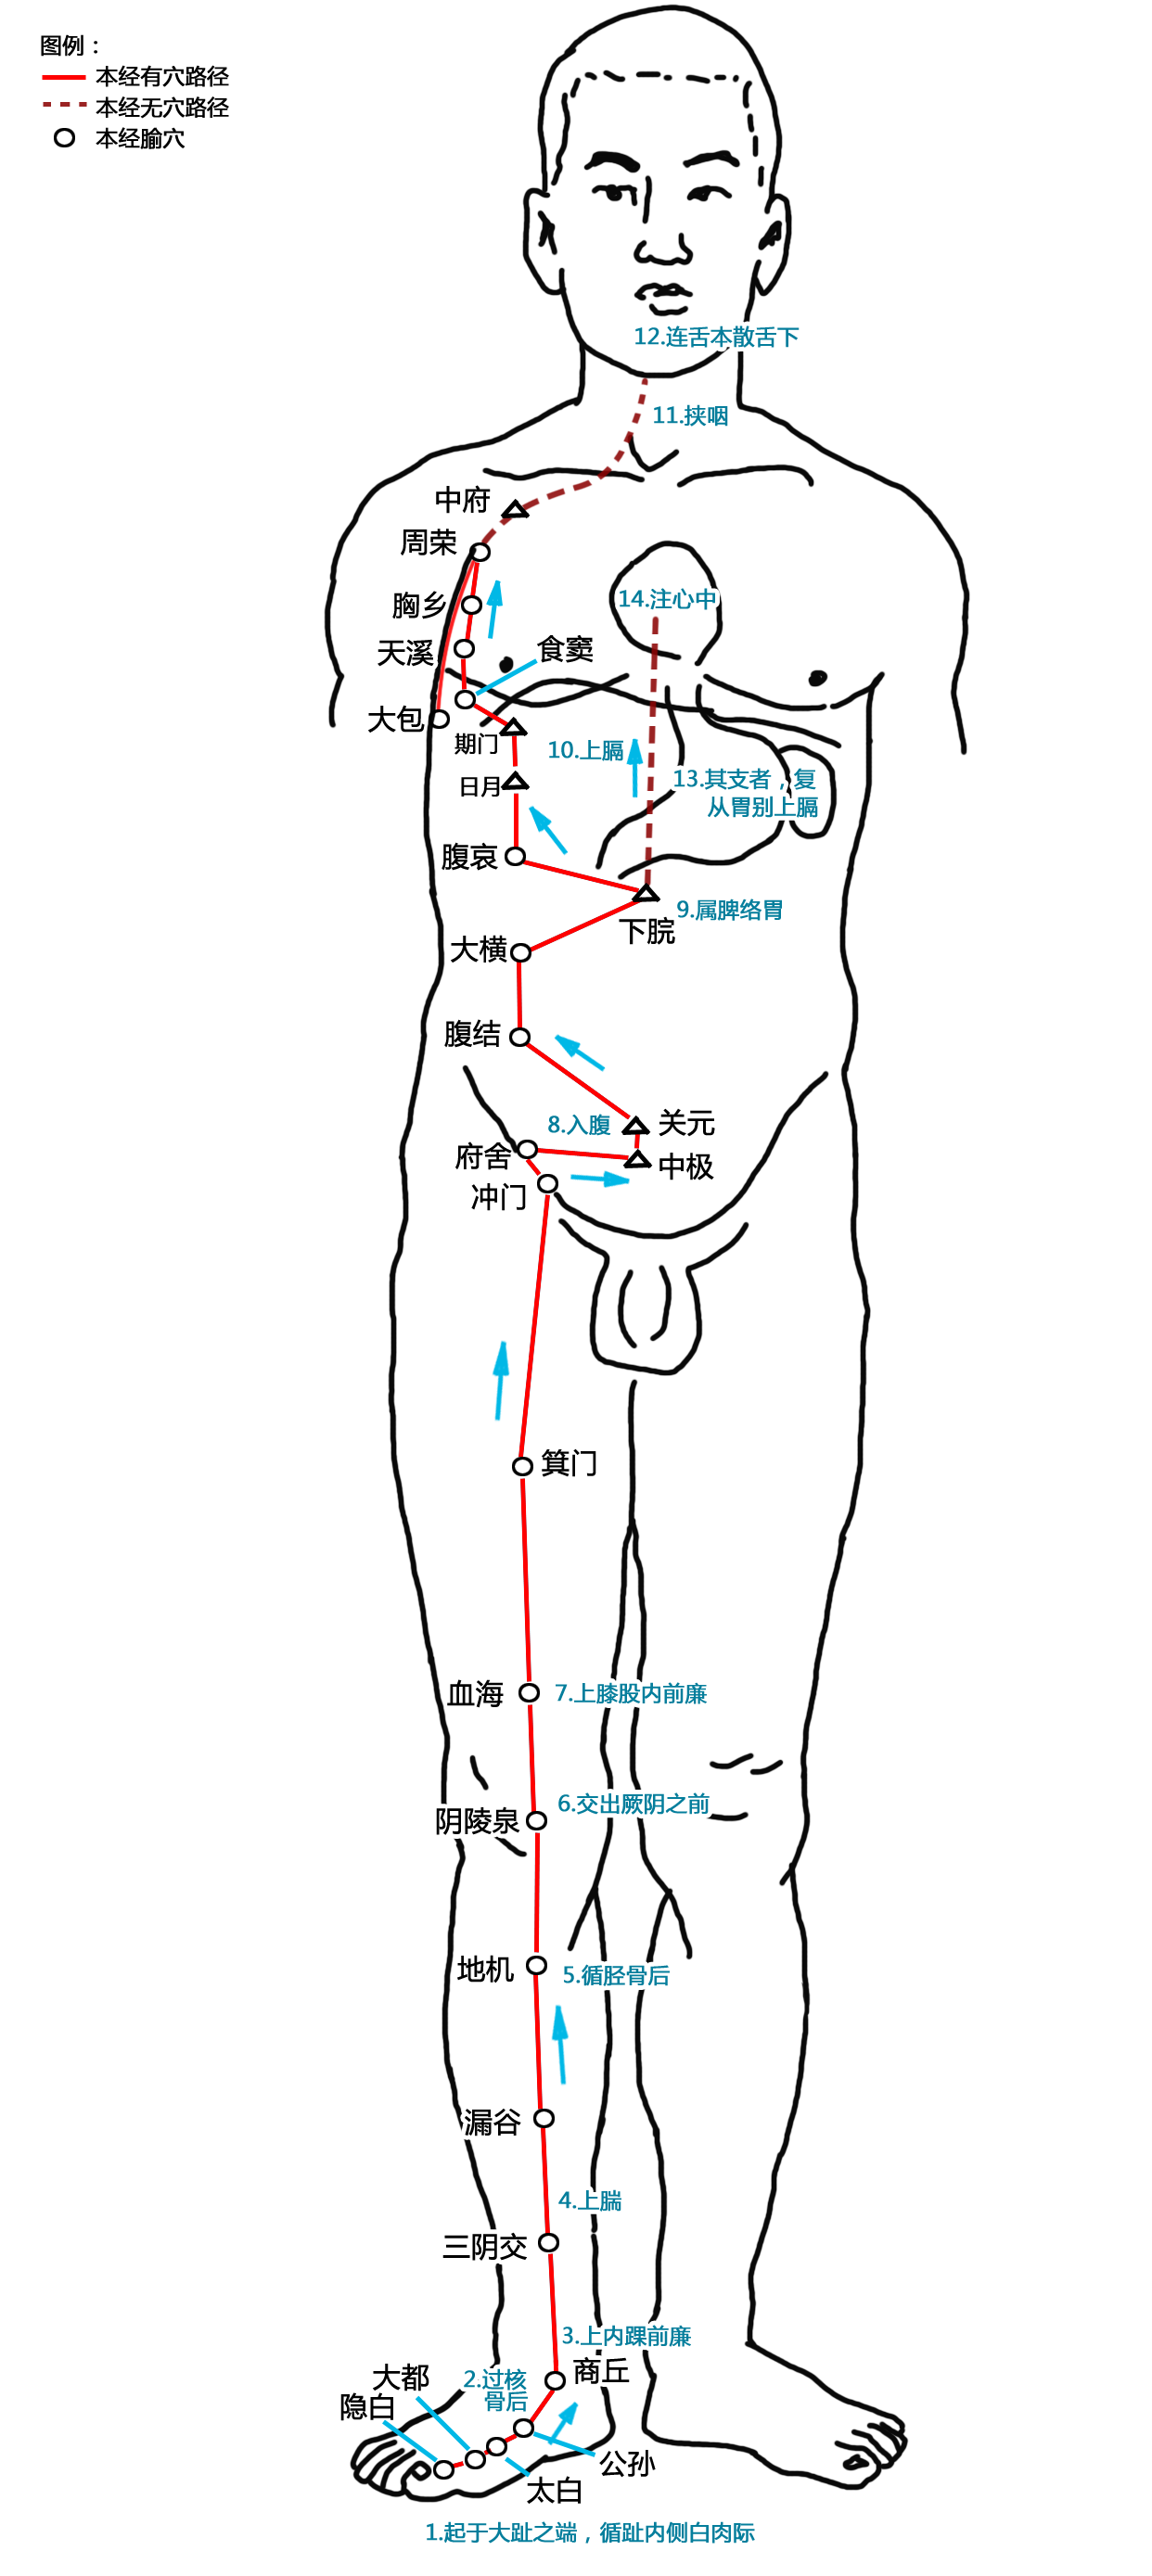 图例：
本经有穴路径
本经无穴路径
本经腧穴
12.连舌本散舌下
11.挟咽
中府
周荣
14.注心中
胸乡
天溪
食窦
大包
期门
10.上膈
13.其支者，复
从胃别上膈
日月
腹哀
9.属脾络胃
下脘
大横
腹结
8.入腹
关元
府舍
中极
冲门
箕门
血海
7.上膝股内前廉
6.交出厥阴之前
阴陵泉
地机
5.循胫骨后
漏谷
4.上腨
三阴交
3.上内踝前廉
商丘
大都
2.过核
骨后
隐白
公孙
太白
1.起于大趾之端，循趾内侧白肉际